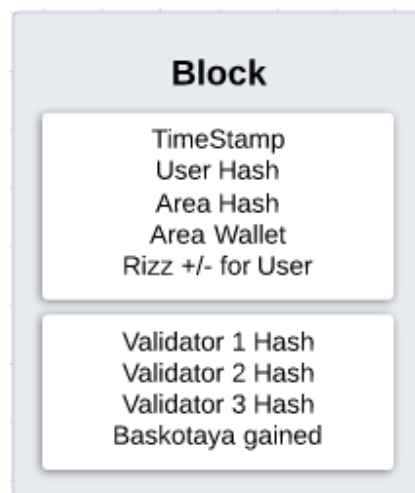 Block
TimeStamp
User Hash
Area Hash
Area Wallet
Rizz +/- for User
Validator 1 Hash
Validator 2 Hash
Validator 3 Hash
Baskotaya gained